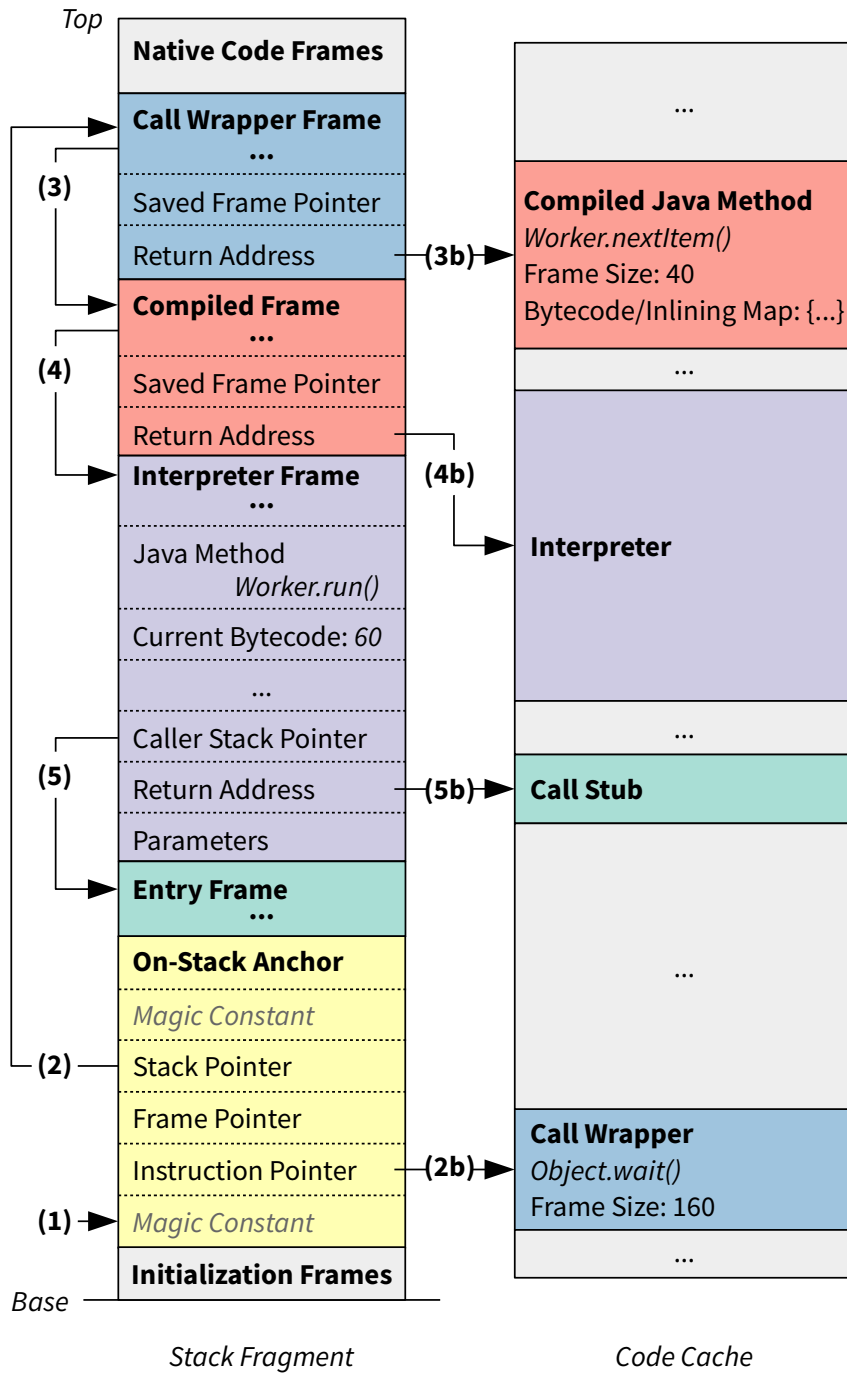 Top
Native Code Frames
Call Wrapper Frame
...
(3)
Saved Frame Pointer
Return Address
(3b)
Compiled Frame
...
(4)
Saved Frame Pointer
Return Address
(4b)
Interpreter Frame
...
Java Method
Worker.run()
Current Bytecode: 60
...
Caller Stack Pointer
(5)
Return Address
(5b)
Parameters
Entry Frame
...
On-Stack Anchor
Magic Constant
(2)
Stack Pointer
Frame Pointer
Instruction Pointer
(2b)
(1)
Magic Constant
Initialization Frames
Base
Stack Fragment
...
Compiled Java Method
Worker.nextItem()
Frame Size: 40
Bytecode/Inlining Map: {...}
...
Interpreter
...
Call Stub
...
Call Wrapper
Object.wait()
Frame Size: 160
...
Code Cache